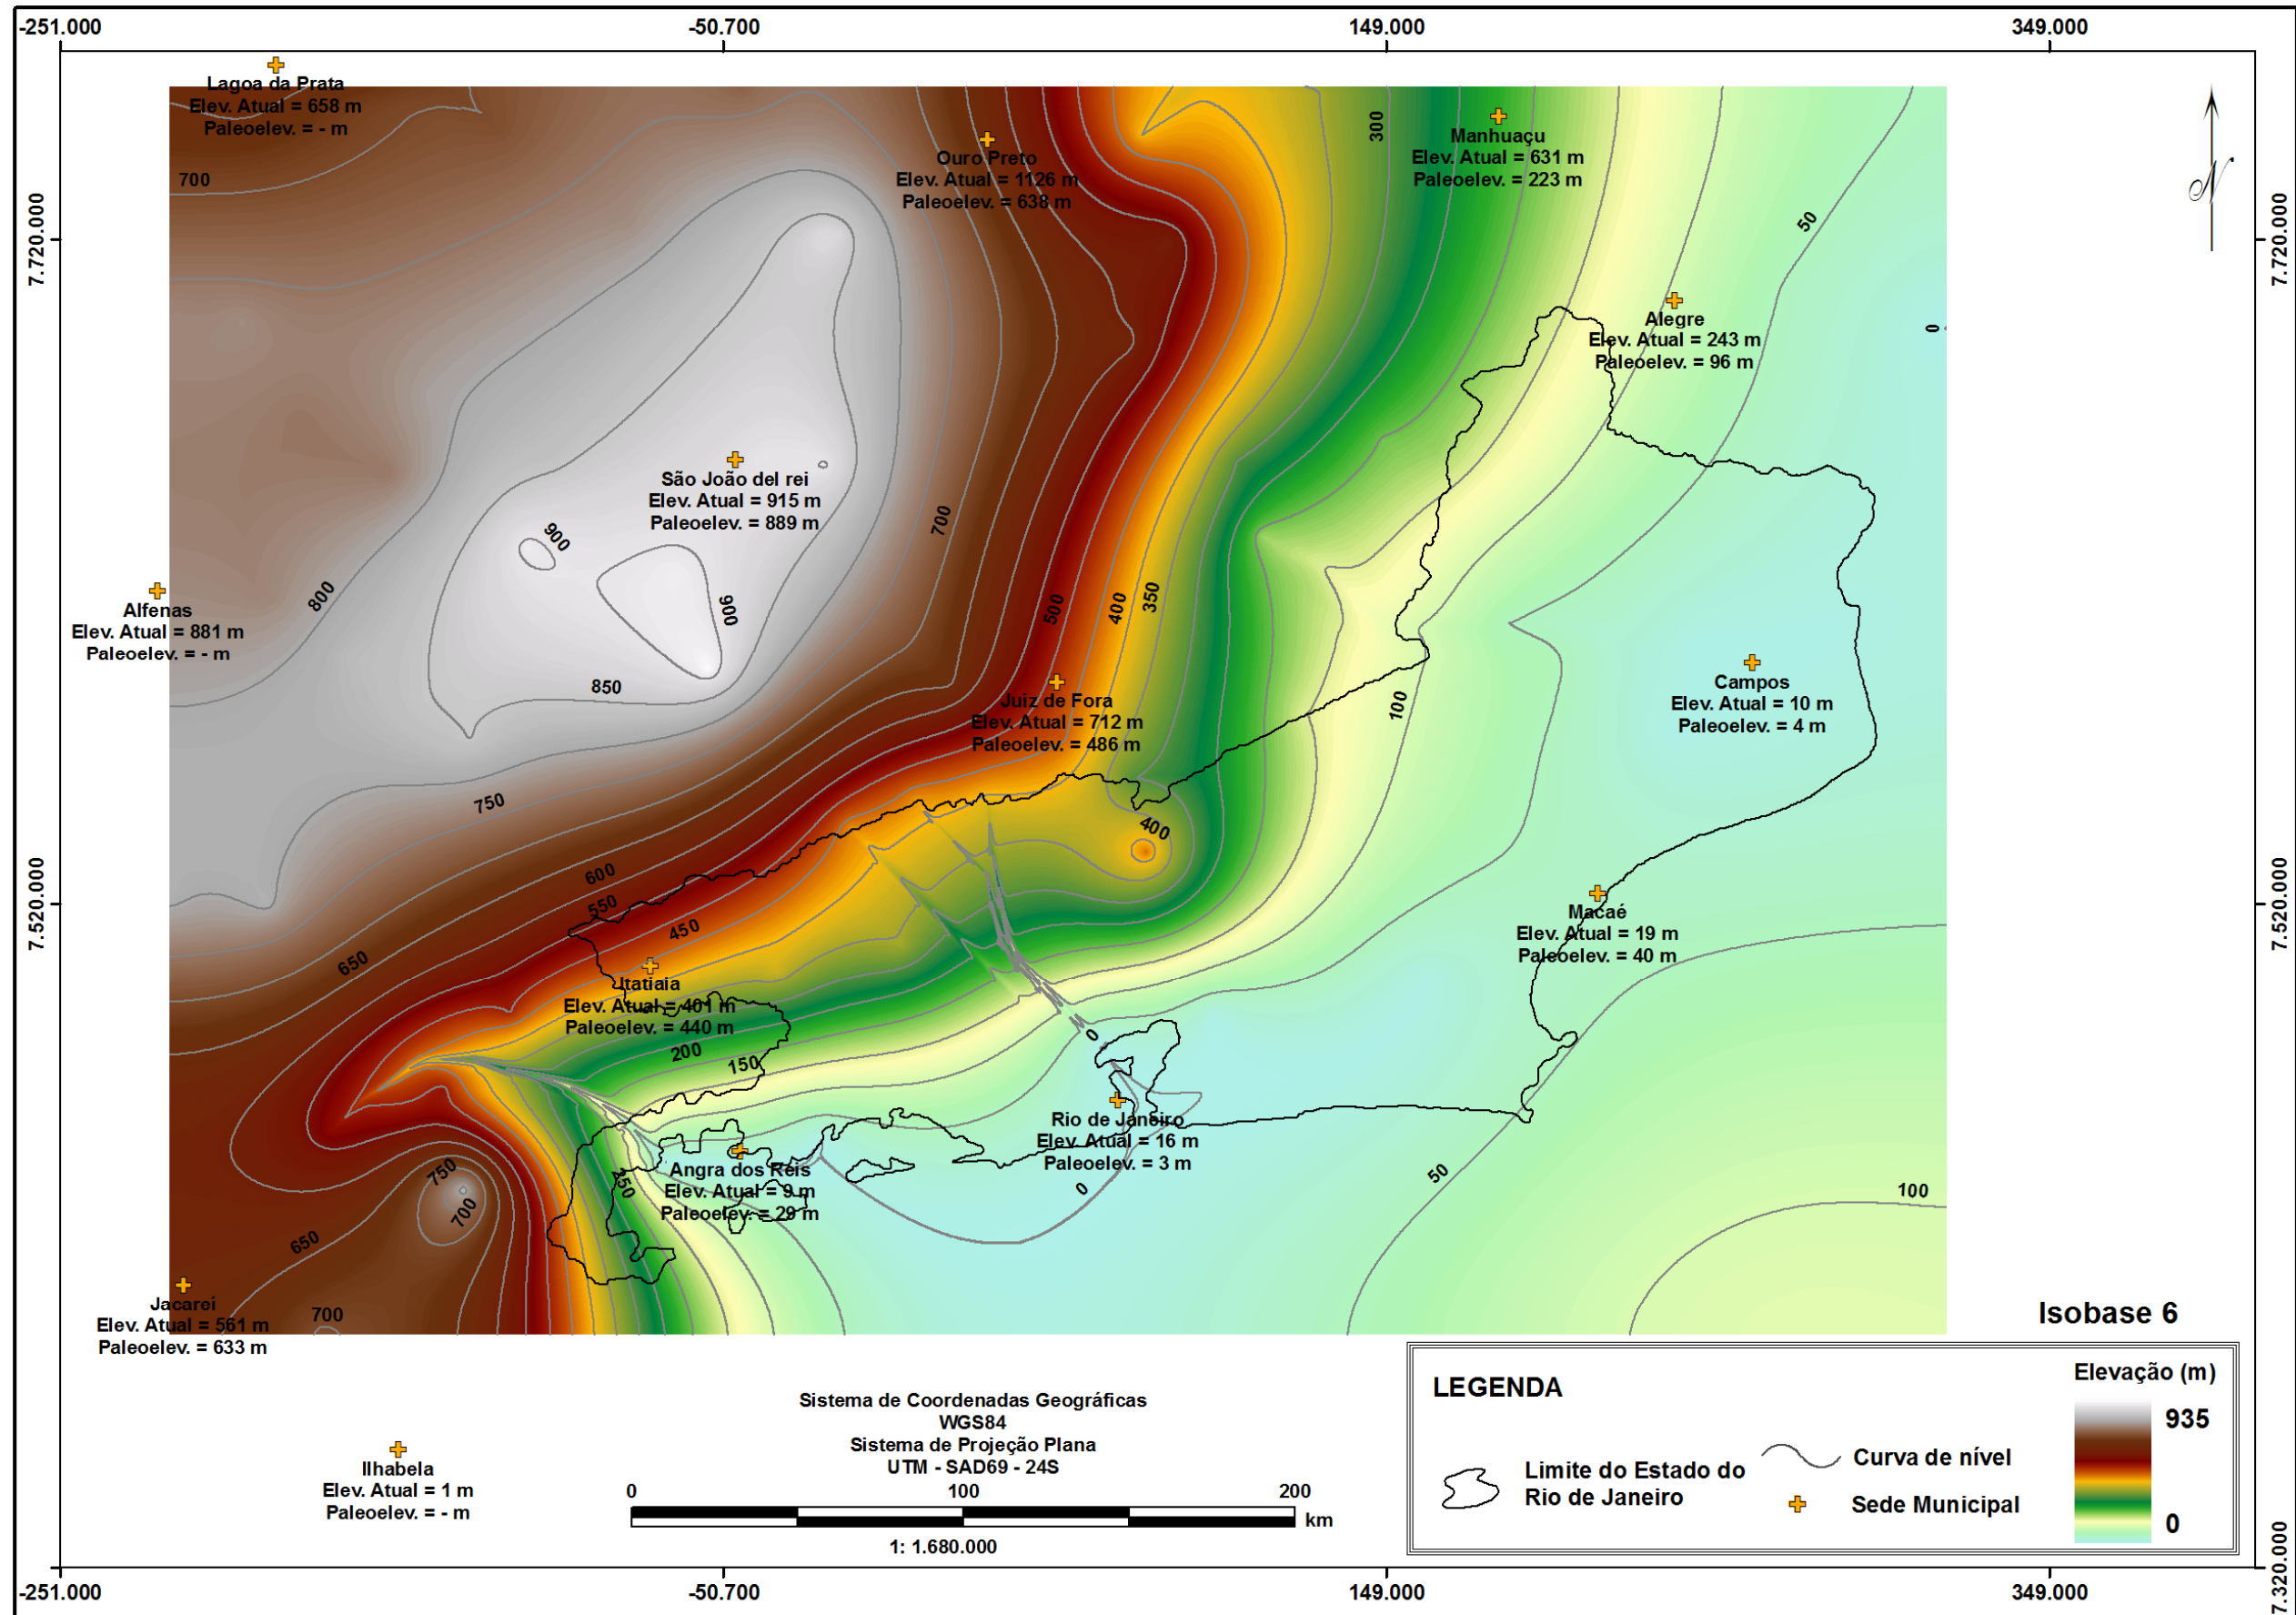 -251.000
-50.700
149.000
349.000
7.720.000
7.720.000
7.520.000
7.520.000
7.320.000
Lagoa da Prata
Elev. Atual = 658 m
Paleoelev. = - m
700
Ouro Preto
Elev. Atual = 1126 m
Paleoelev. = 638 m
300
Manhuaçu
Elev. Atual = 631 m
Paleoelev. = 223 m
50
N
0
Alegre
Elev. Atual = 243 m
Paleoelev. = 96 m
São João del rei
Elev. Atual = 915 m
Paleoelev. = 889 m
700
900
900
800
850
500
400
350
Alfenas
Elev. Atual = 881 m
Paleoelev. = - m
Juiz de Fora
Elev. Atual = 712 m
Paleoelev. = 486 m
100
Campos
Elev. Atual = 10 m
Paleoelev. = 4 m
750
400
600
550
450
650
Macaé
Elev. Atual = 19 m
Paleoelev. = 40 m
Itatiaia
Elev. Atual = 401 m
Paleoelev. = 440 m
200
150
0
Rio de Janeiro
Elev. Atual = 16 m
Paleoelev. = 3 m
0
50
100
Angra dos Reis
Elev. Atual = 9 m
Paleoelev. = 29 m
250
750
700
650
700
Jacareí
Elev. Atual = 561 m
Paleoelev. = 633 m
Ilhabela
Elev. Atual = 1 m
Paleoelev. = - m
Sistema de Coordenadas Geográficas
WGS84
Sistema de Projeção Plana
UTM - SAD69 - 24S
0 100 200
km
1: 1.680.000
Isobase 6
LEGENDA
Limite do Estado do
Rio de Janeiro
Curva de nível
Sede Municipal
Elevação (m)
935
0
-251.000
-50.700
149.000
349.000